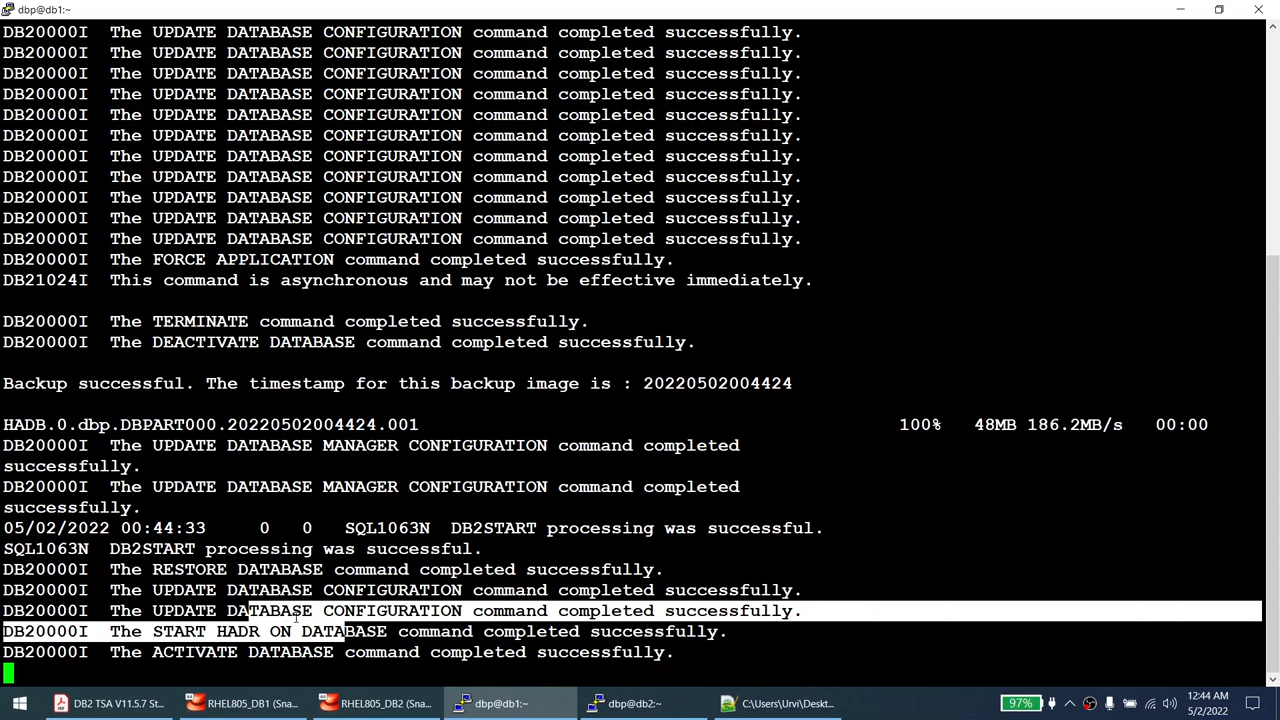 dbp@db1:~
DB20000I  The UPDATE DATABASE CONFIGURATION command completed successfully.
DB20000I  The UPDATE DATABASE CONFIGURATION command completed successfully.
DB20000I  The UPDATE DATABASE CONFIGURATION command completed successfully.
DB20000I  The UPDATE DATABASE CONFIGURATION command completed successfully.
DB20000I  The UPDATE DATABASE CONFIGURATION command completed successfully.
DB20000I  The UPDATE DATABASE CONFIGURATION command completed successfully.
DB20000I  The UPDATE DATABASE CONFIGURATION command completed successfully.
DB20000I  The UPDATE DATABASE CONFIGURATION command completed successfully.
DB20000I  The UPDATE DATABASE CONFIGURATION command completed successfully.
DB20000I  The UPDATE DATABASE CONFIGURATION command completed successfully.
DB20000I  The UPDATE DATABASE CONFIGURATION command completed successfully.
DB20000I  The FORCE APPLICATION command completed successfully.
DB21024I  This command is asynchronous and may not be effective immediately.
DB20000I  The TERMINATE command completed successfully.
DB20000I  The DEACTIVATE DATABASE command completed successfully.
Backup successful. The timestamp for this backup image is : 20220502004424
HADB.0.dbp.DBPART000.20220502004424.001 100% 48MB 186.2MB/s 00:00
DB20000I  The UPDATE DATABASE MANAGER CONFIGURATION command completed
successfully.
DB20000I  The UPDATE DATABASE MANAGER CONFIGURATION command completed
successfully.
05/02/2022 00:44:33     0   0   SQL1063N  DB2START processing was successful.
SQL1063N  DB2START processing was successful.
DB20000I  The RESTORE DATABASE command completed successfully.
DB20000I  The UPDATE DATABASE CONFIGURATION command completed successfully.
DB20000I  The UPDATE DATABASE CONFIGURATION command completed successfully.
DB20000I  The START HADR ON DATABASE command completed successfully.
DB20000I  The ACTIVATE DATABASE command completed successfully.
DB2 TSA V11.5.7 St... RHEL805_DB1 (Sna... RHEL805_DB2 (Sna... dbp@db1:~ dbp@db2:~ C:\Users\Urvi\Deskt... 97% 12:44 AM
5/2/2022